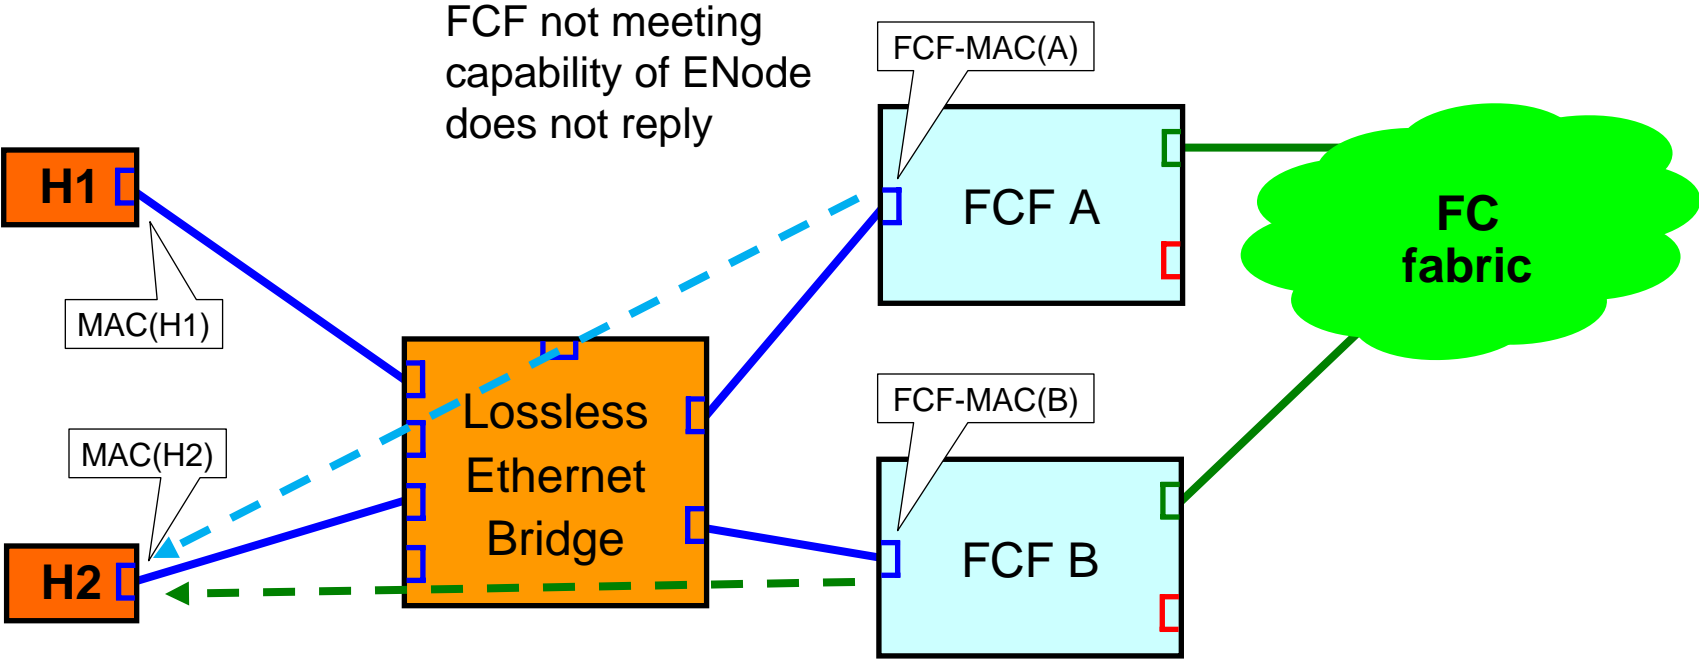 FCF not meeting
capability of ENode
does not reply
FCF-MAC(A)
H1
FCF A
FC
fabric
MAC(H1)
Lossless
Ethernet
Bridge
FCF-MAC(B)
MAC(H2)
H2
FCF B